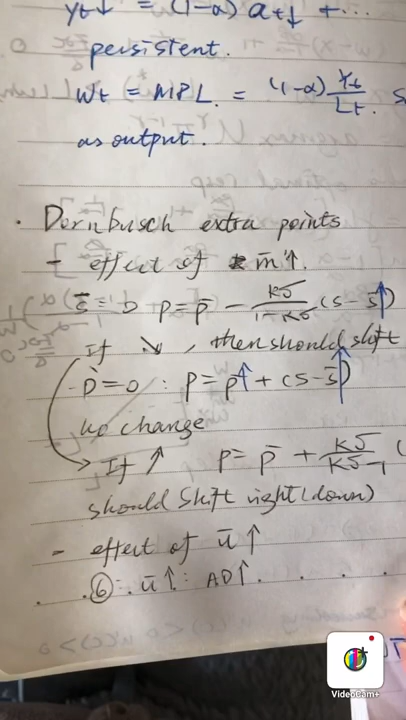 persistent.
Wt = MPL = (1-α) Yt/Lt. S
as output.
· Dornbusch extra points
- effect of m̄↑.
If ↘, then should shift
ṗ=0 : p = p̄↑ + (s-s̄)↑
no change
→ If ↑ p = p̄ + 
should shift right (down)
- effect of ū↑
⑥: ū↑: AD↑.
VideoCam+